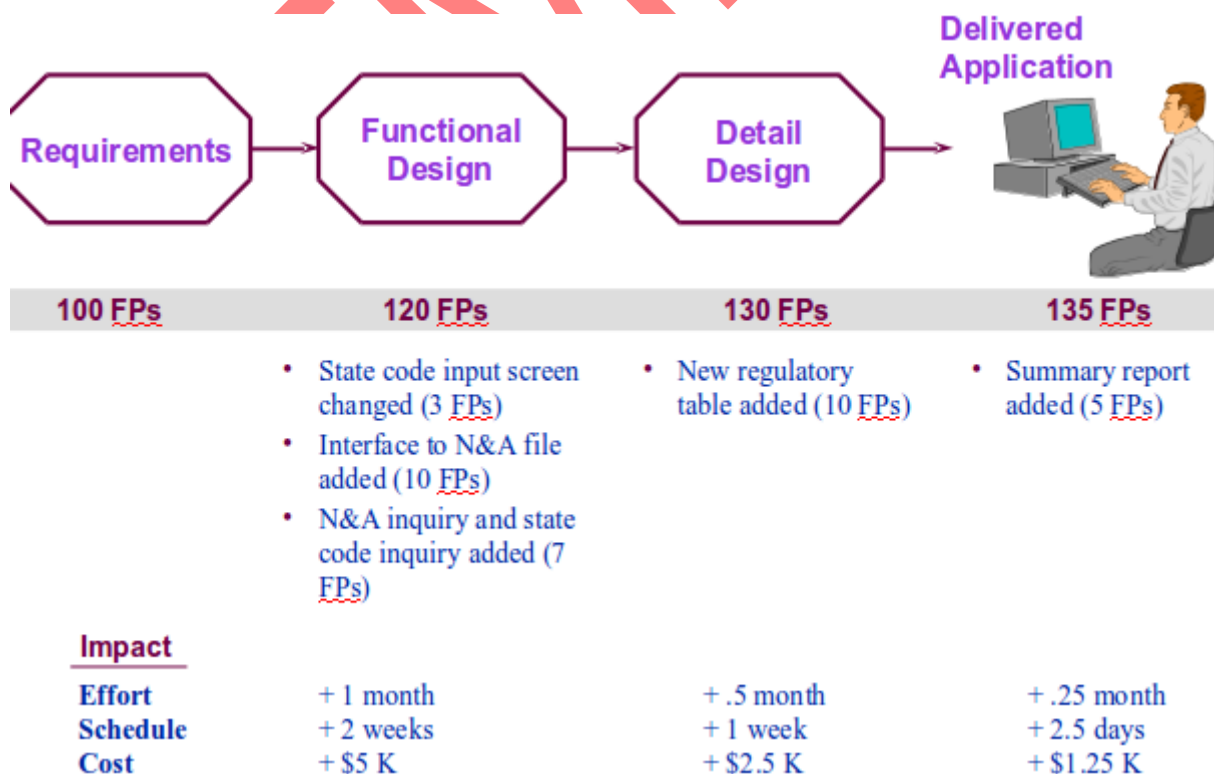 Delivered
Application
Requirements
Functional
Design
Detail
Design
100 FPs
120 FPs
130 FPs
135 FPs
• State code input screen
changed (3 FPs)
• Interface to N&A file
added (10 FPs)
• N&A inquiry and state
code inquiry added (7
FPs)
• New regulatory
table added (10 FPs)
• Summary report
added (5 FPs)
Impact
Effort + 1 month + .5 month + .25 month
Schedule + 2 weeks + 1 week + 2.5 days
Cost + $5 K + $2.5 K + $1.25 K